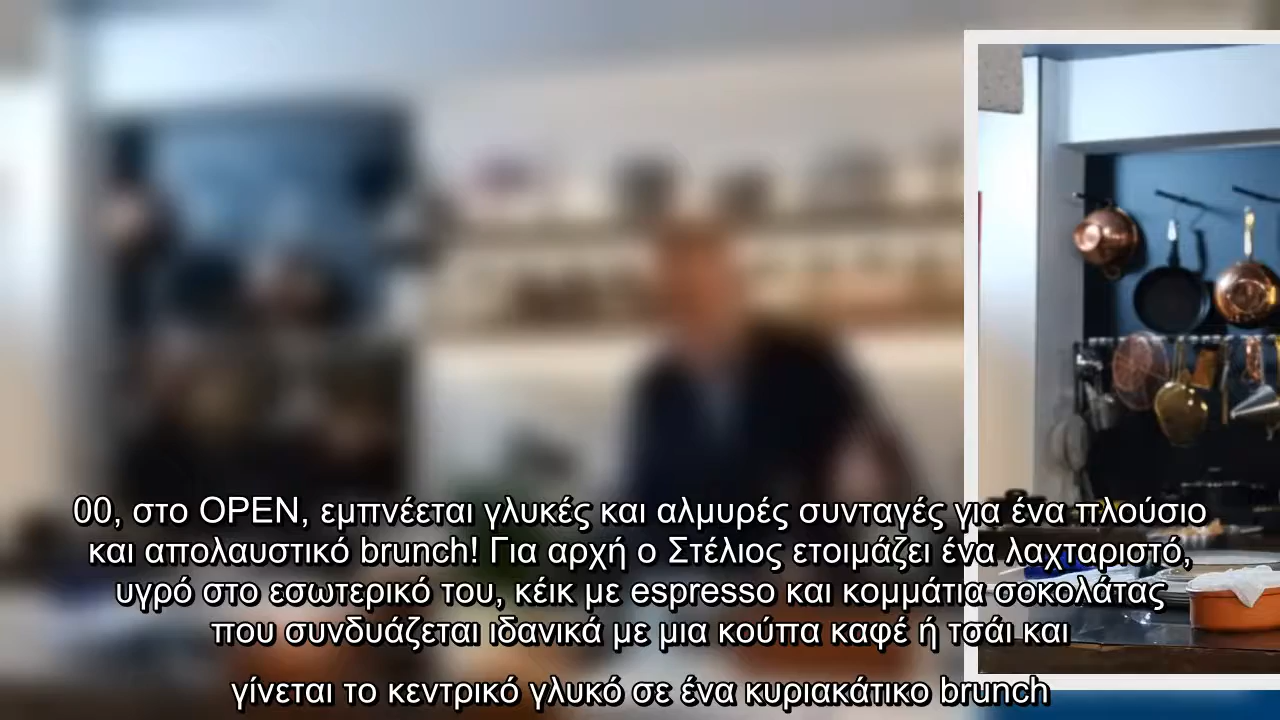 00, στο OPEN, εμπνέεται γλυκές και αλμυρές συνταγές για ένα πλούσιο
και απολαυστικό brunch! Για αρχή ο Στέλιος ετοιμάζει ένα λαχταριστό,
υγρό στο εσωτερικό του, κέικ με espresso και κομμάτια σοκολάτας
που συνδυάζεται ιδανικά με μια κούπα καφέ ή τσάι και
γίνεται το κεντρικό γλυκό σε ένα κυριακάτικο brunch